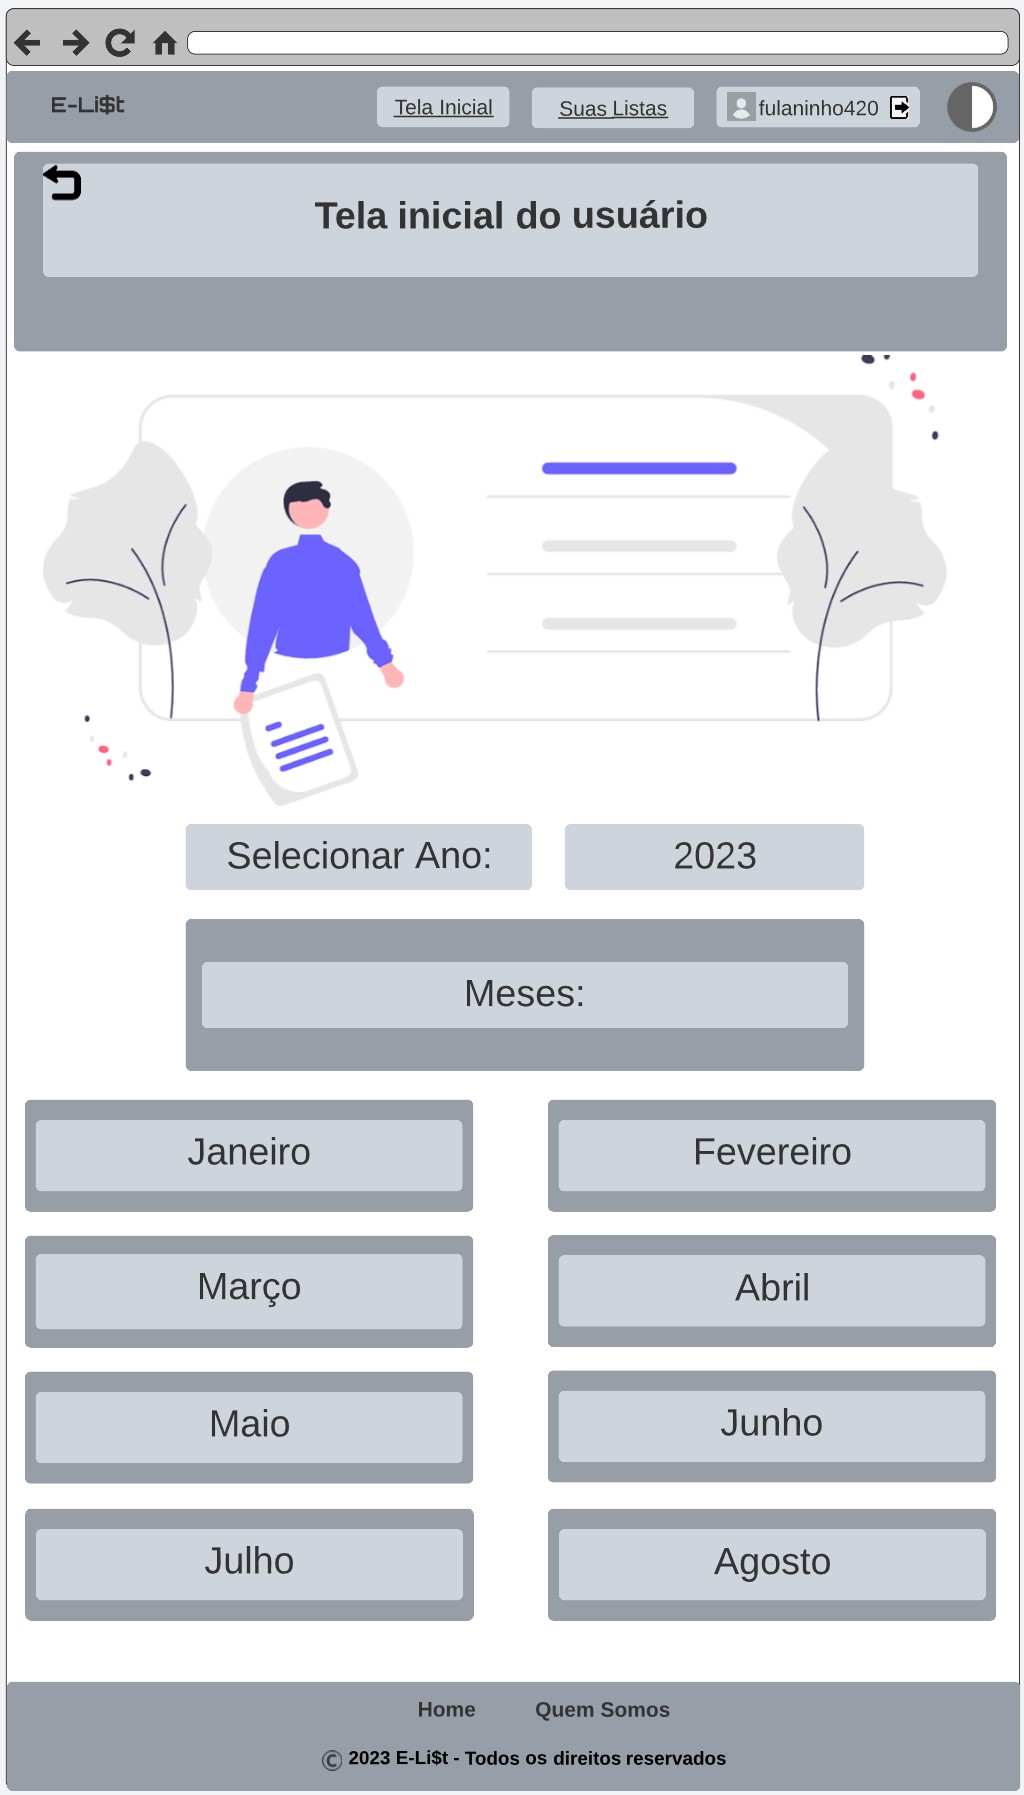 E-Li$t
Tela Inicial
Suas Listas
fulaninho420
Tela inicial do usuário
Selecionar Ano:
2023
Meses:
Janeiro
Fevereiro
Março
Abril
Maio
Junho
Julho
Agosto
Home
Quem Somos
© 2023 E-Li$t - Todos os direitos reservados